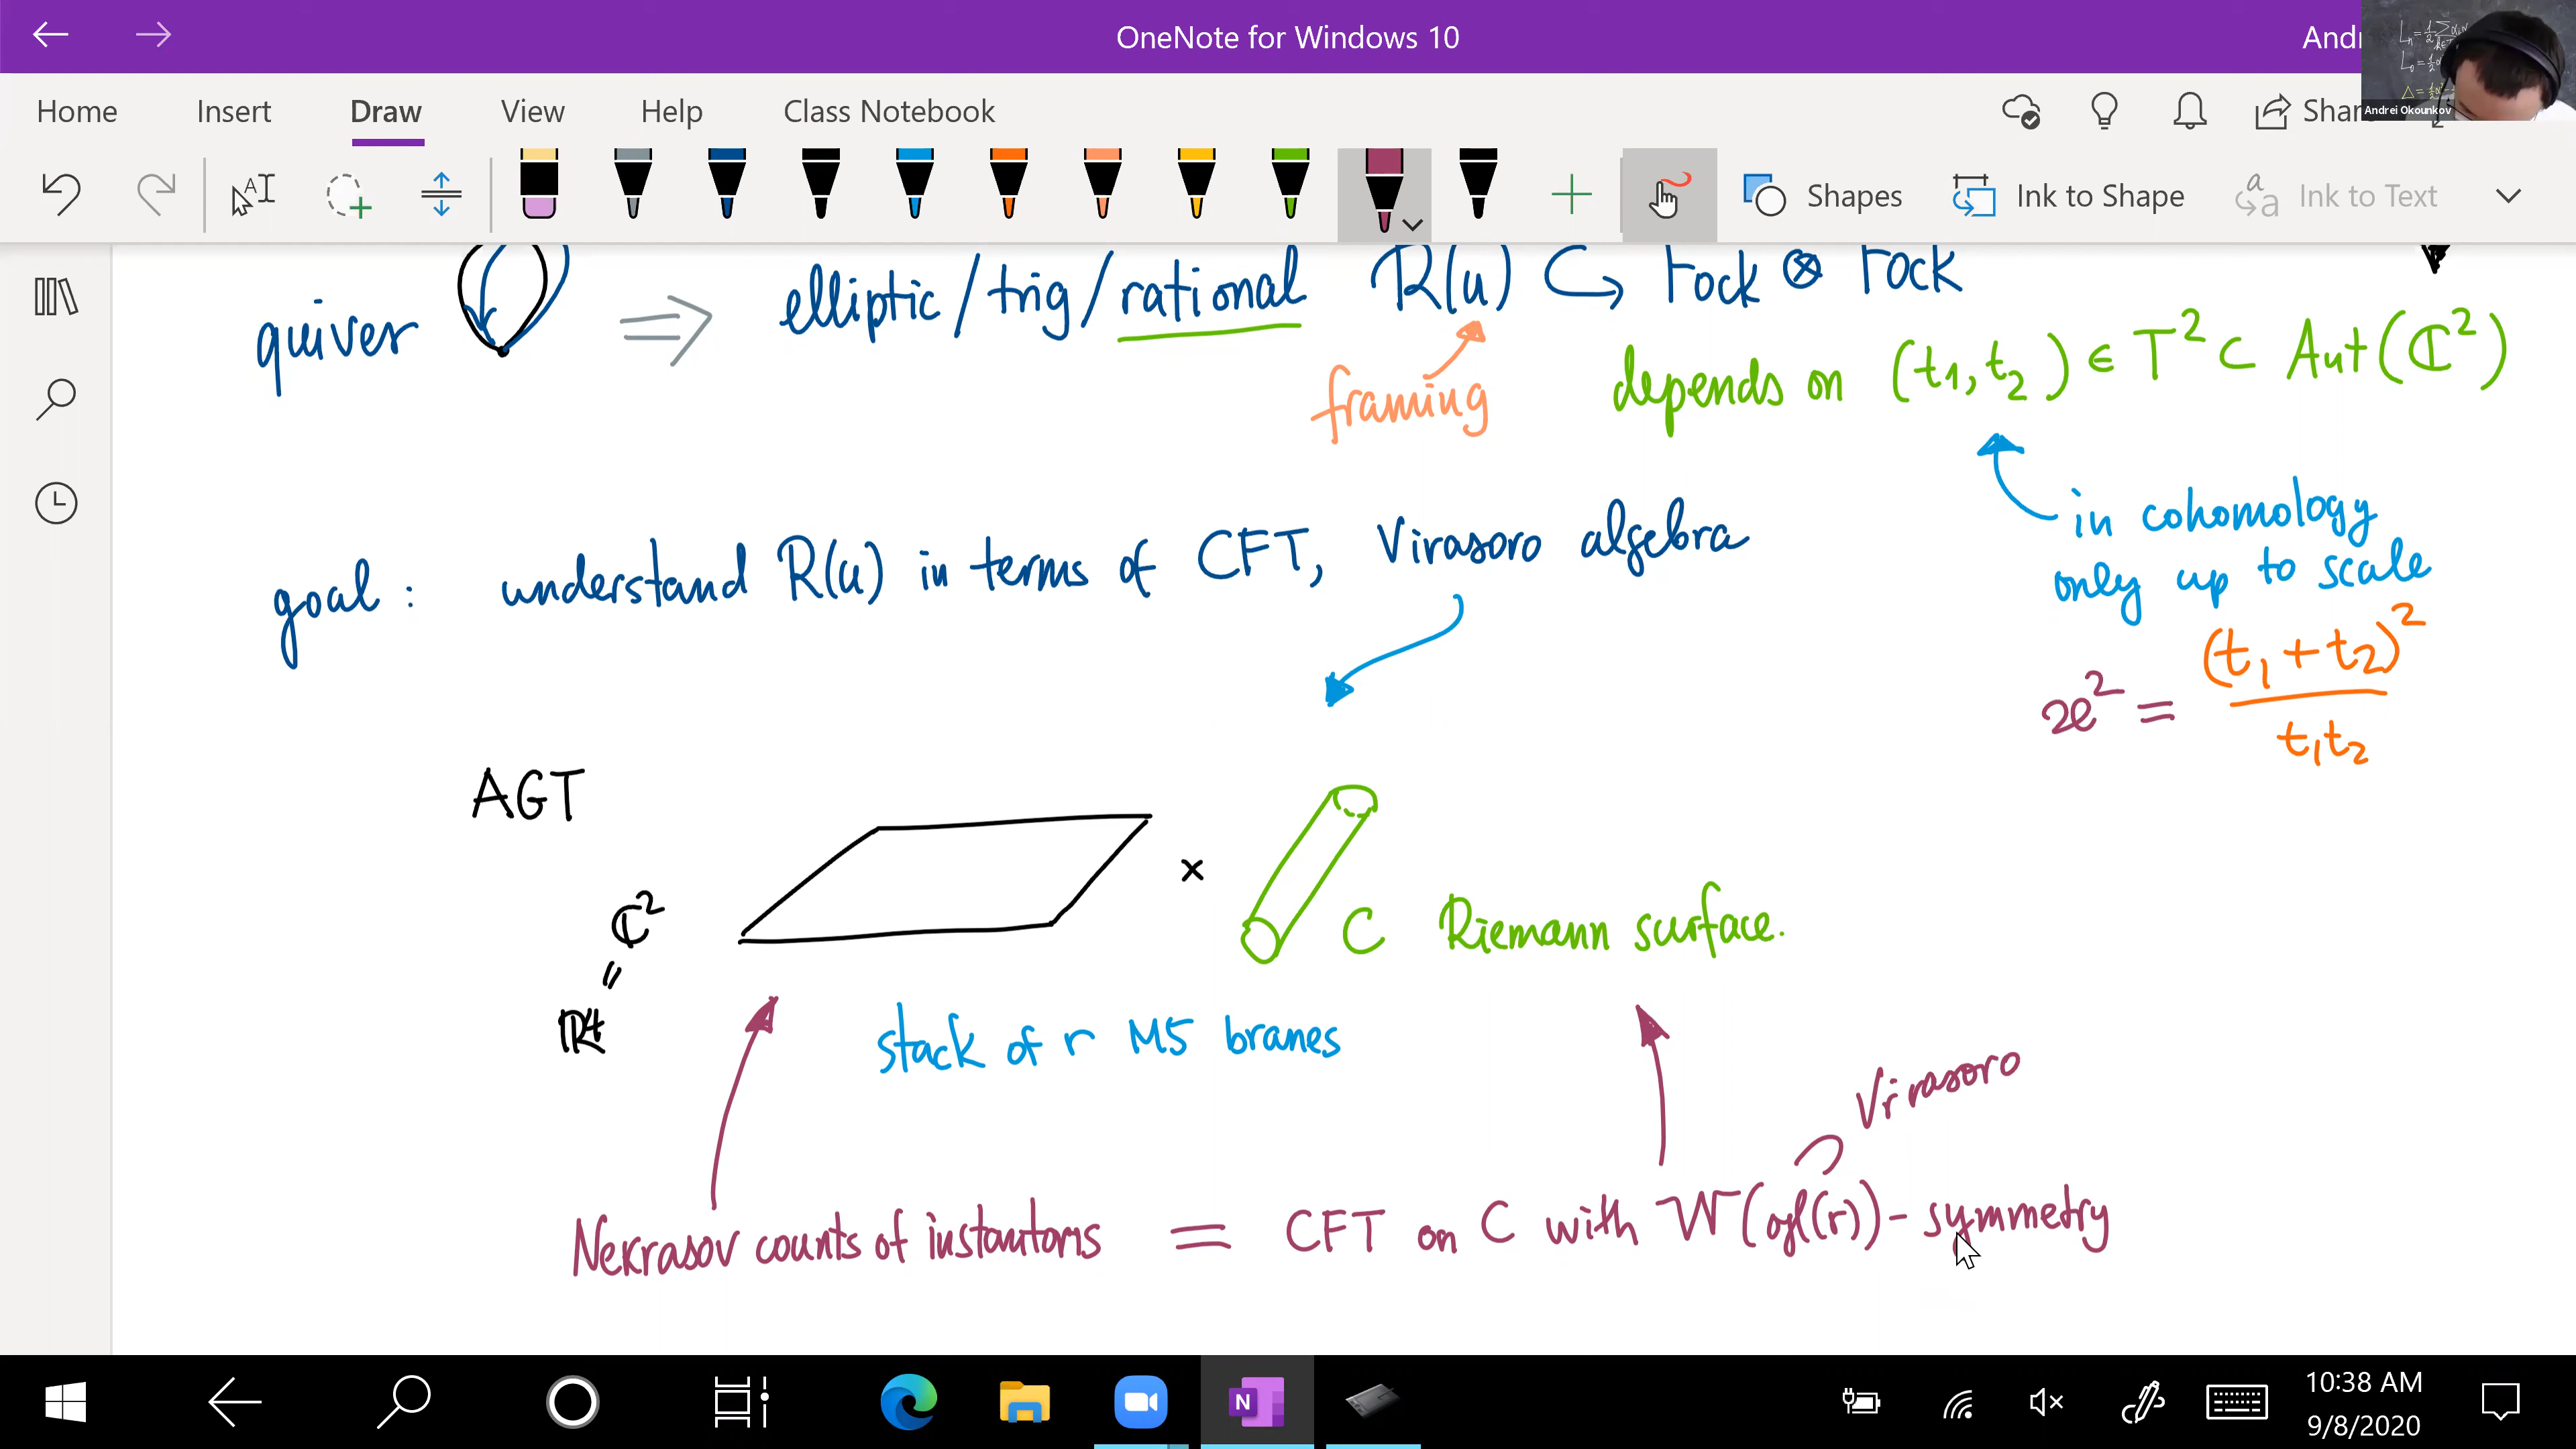 OneNote for Windows 10
Home Insert Draw View Help Class Notebook
Shapes Ink to Shape Ink to Text
Andrei Okounkov
quiver ⇒ elliptic/trig/rational R(u) ↪ Fock ⊗ Fock
framing
depends on (t1, t2) ∈ T² ⊂ Aut(ℂ²)
in cohomology
only up to scale
goal: understand R(u) in terms of CFT, Virasoro algebra
æ² = (t₁+t₂)² / t₁t₂
AGT
ℂ² × C Riemann surface.
"
ℝ⁴
stack of r M5 branes
Virasoro
Nekrasov counts of instantons = CFT on C with W(gl(r))-symmetry
10:38 AM
9/8/2020